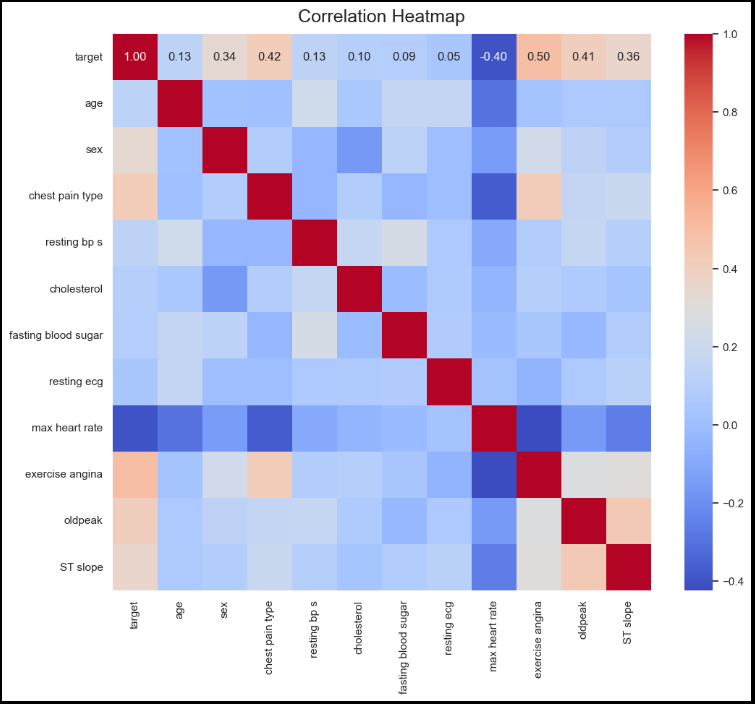 Correlation Heatmap
target 1.00 0.13 0.34 0.42 0.13 0.10 0.09 0.05 -0.40 0.50 0.41 0.36
age
sex
chest pain type
resting bp s
cholesterol
fasting blood sugar
resting ecg
max heart rate
exercise angina
oldpeak
ST slope
target
age
sex
chest pain type
resting bp s
cholesterol
fasting blood sugar
resting ecg
max heart rate
exercise angina
oldpeak
ST slope
1.0
0.8
0.6
0.4
0.2
0.0
−0.2
−0.4